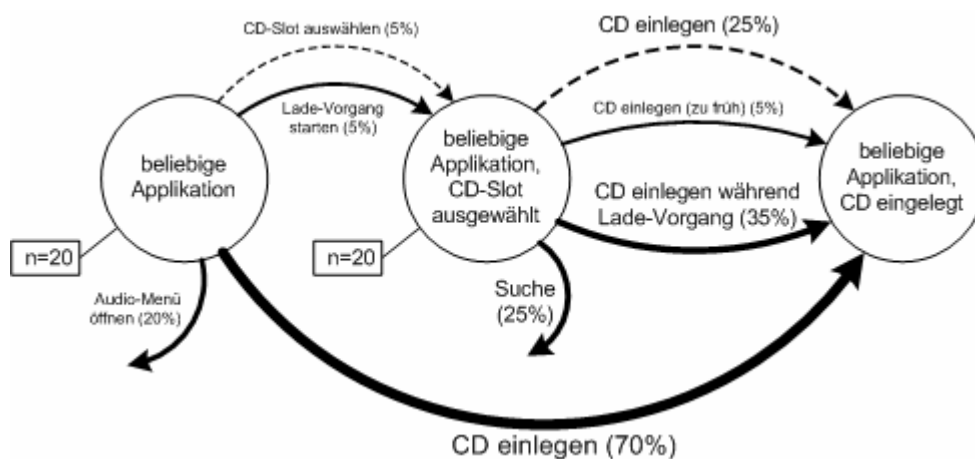 CD-Slot auswählen (5%)
CD einlegen (25%)
Lade-Vorgang
starten (5%)
CD einlegen (zu früh) (5%)
beliebige
Applikation
beliebige
Applikation,
CD-Slot
ausgewählt
CD einlegen während
Lade-Vorgang (35%)
beliebige
Applikation,
CD eingelegt
n=20
n=20
Audio-Menü
öffnen (20%)
Suche
(25%)
CD einlegen (70%)